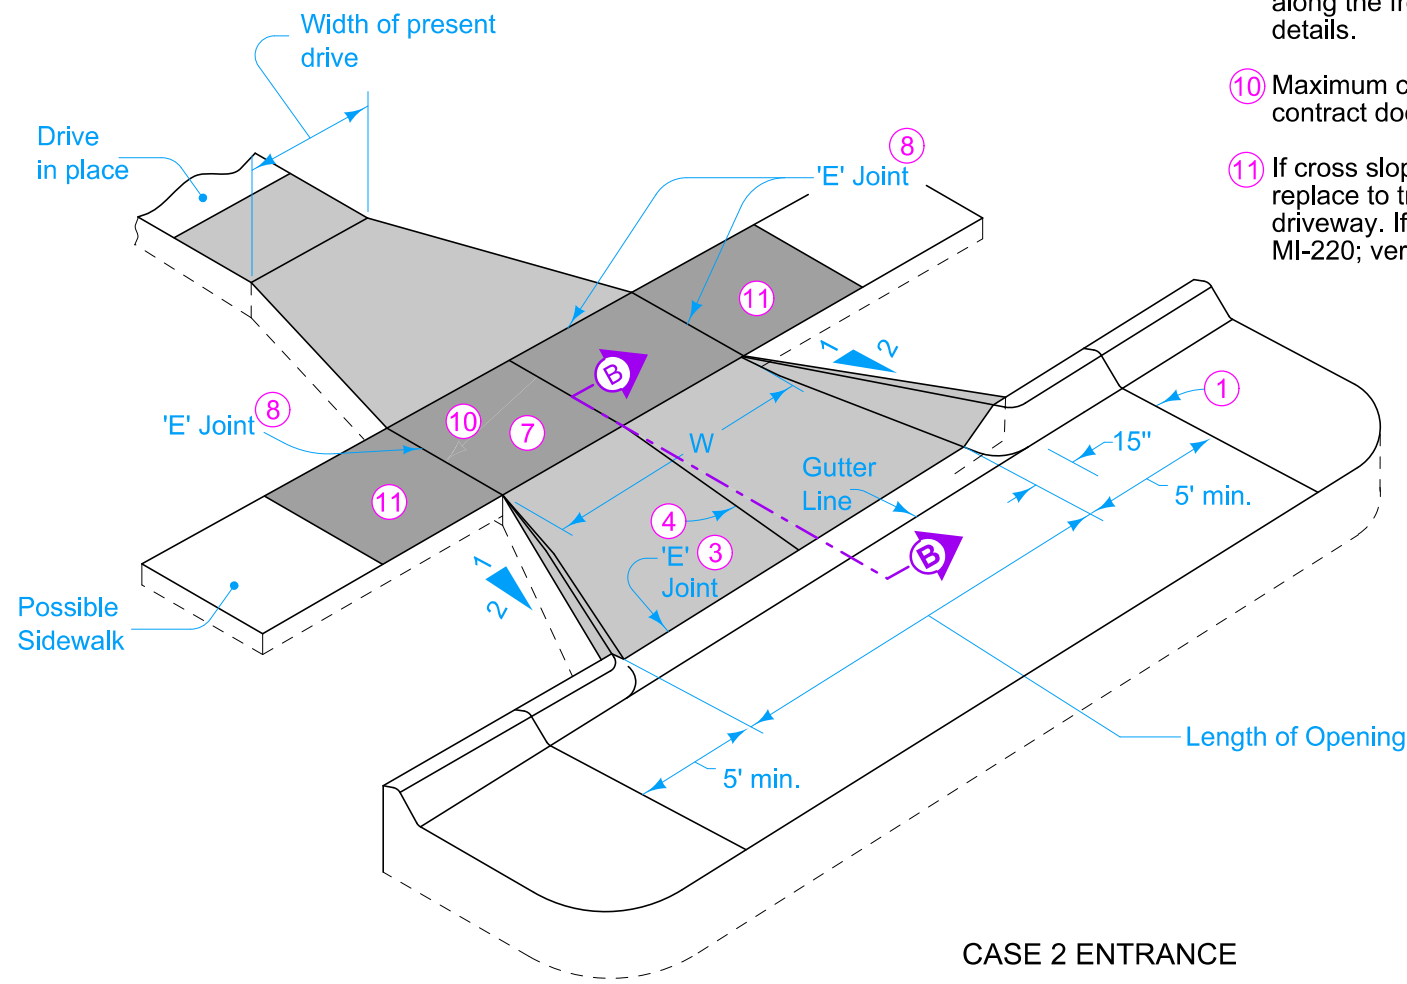 Width of present
drive
Drive
in place
8
'E' Joint
along the fr
details.
10 Maximum c
contract doc
11 If cross slop
replace to tr
driveway. If
MI-220; ver
11
1
2
B
1
8
'E' Joint
10
7
W
15"
Gutter
Line
5' min.
11
4
'E' 3
Joint
B
1
2
Possible
Sidewalk
Length of Opening
5' min.
CASE 2 ENTRANCE